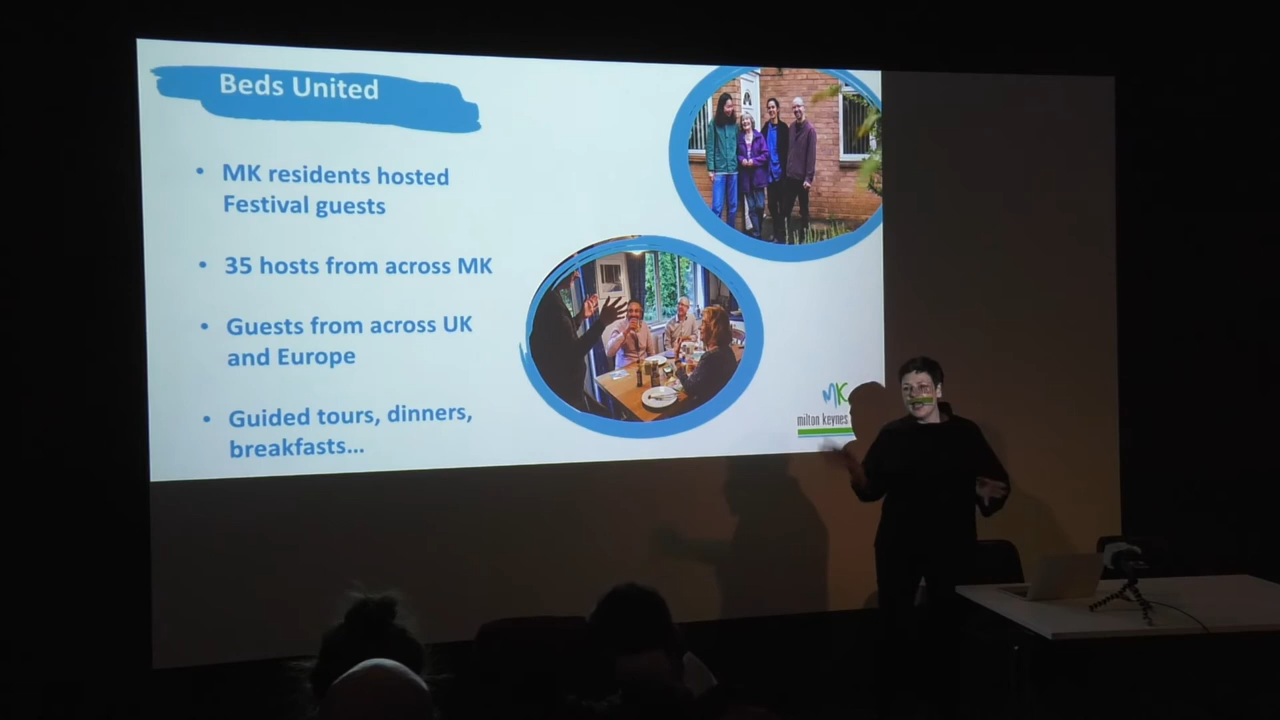 Beds United
• MK residents hosted
Festival guests
• 35 hosts from across MK
• Guests from across UK
and Europe
• Guided tours, dinners,
breakfasts...
MK
milton keynes